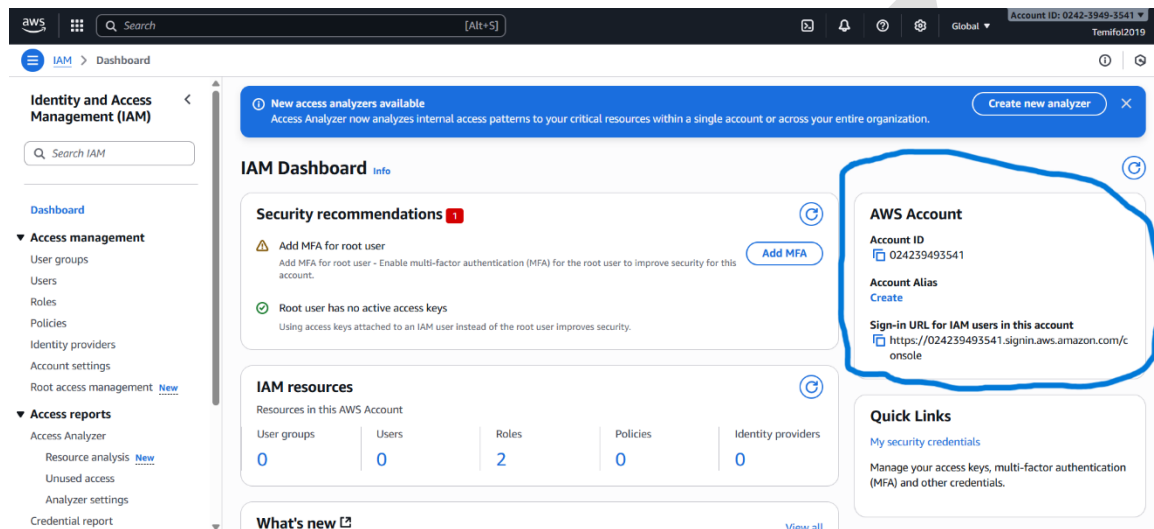 aws
Search [Alt+S]
Global ▼
Account ID: 0242-3949-3541 ▼
Temifol2019
IAM > Dashboard
Identity and Access
Management (IAM)
Search IAM
Dashboard
▼ Access management
User groups
Users
Roles
Policies
Identity providers
Account settings
Root access management New
▼ Access reports
Access Analyzer
Resource analysis New
Unused access
Analyzer settings
Credential report
New access analyzers available
Access Analyzer now analyzes internal access patterns to your critical resources within a single account or across your entire organization.
Create new analyzer
IAM Dashboard Info
Security recommendations 1
Add MFA for root user
Add MFA for root user - Enable multi-factor authentication (MFA) for the root user to improve security for this
account.
Add MFA
Root user has no active access keys
Using access keys attached to an IAM user instead of the root user improves security.
IAM resources
Resources in this AWS Account
User groups Users Roles Policies Identity providers
0 0 2 0 0
What's new
View all
AWS Account
Account ID
024239493541
Account Alias
Create
Sign-in URL for IAM users in this account
https://024239493541.signin.aws.amazon.com/c
onsole
Quick Links
My security credentials
Manage your access keys, multi-factor authentication
(MFA) and other credentials.